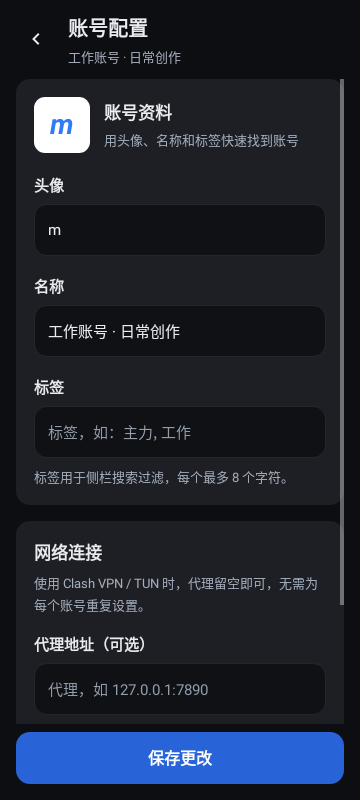 账号配置
工作账号 · 日常创作
m
账号资料
用头像、名称和标签快速找到账号
头像
m
名称
工作账号 · 日常创作
标签
标签，如：主力, 工作
标签用于侧栏搜索过滤，每个最多 8 个字符。
网络连接
使用 Clash VPN / TUN 时，代理留空即可，无需为
每个账号重复设置。
代理地址（可选）
代理，如 127.0.0.1:7890
保存更改